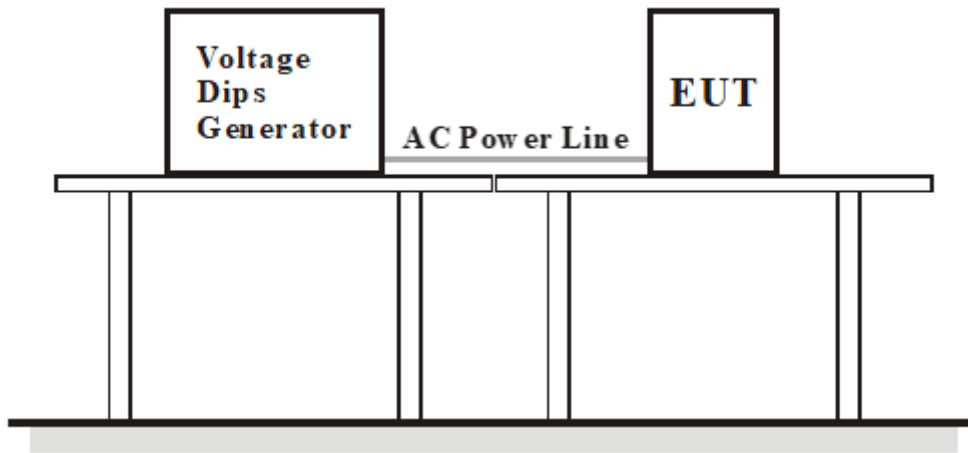 Voltage
Dips
Generator
EUT
AC Power Line